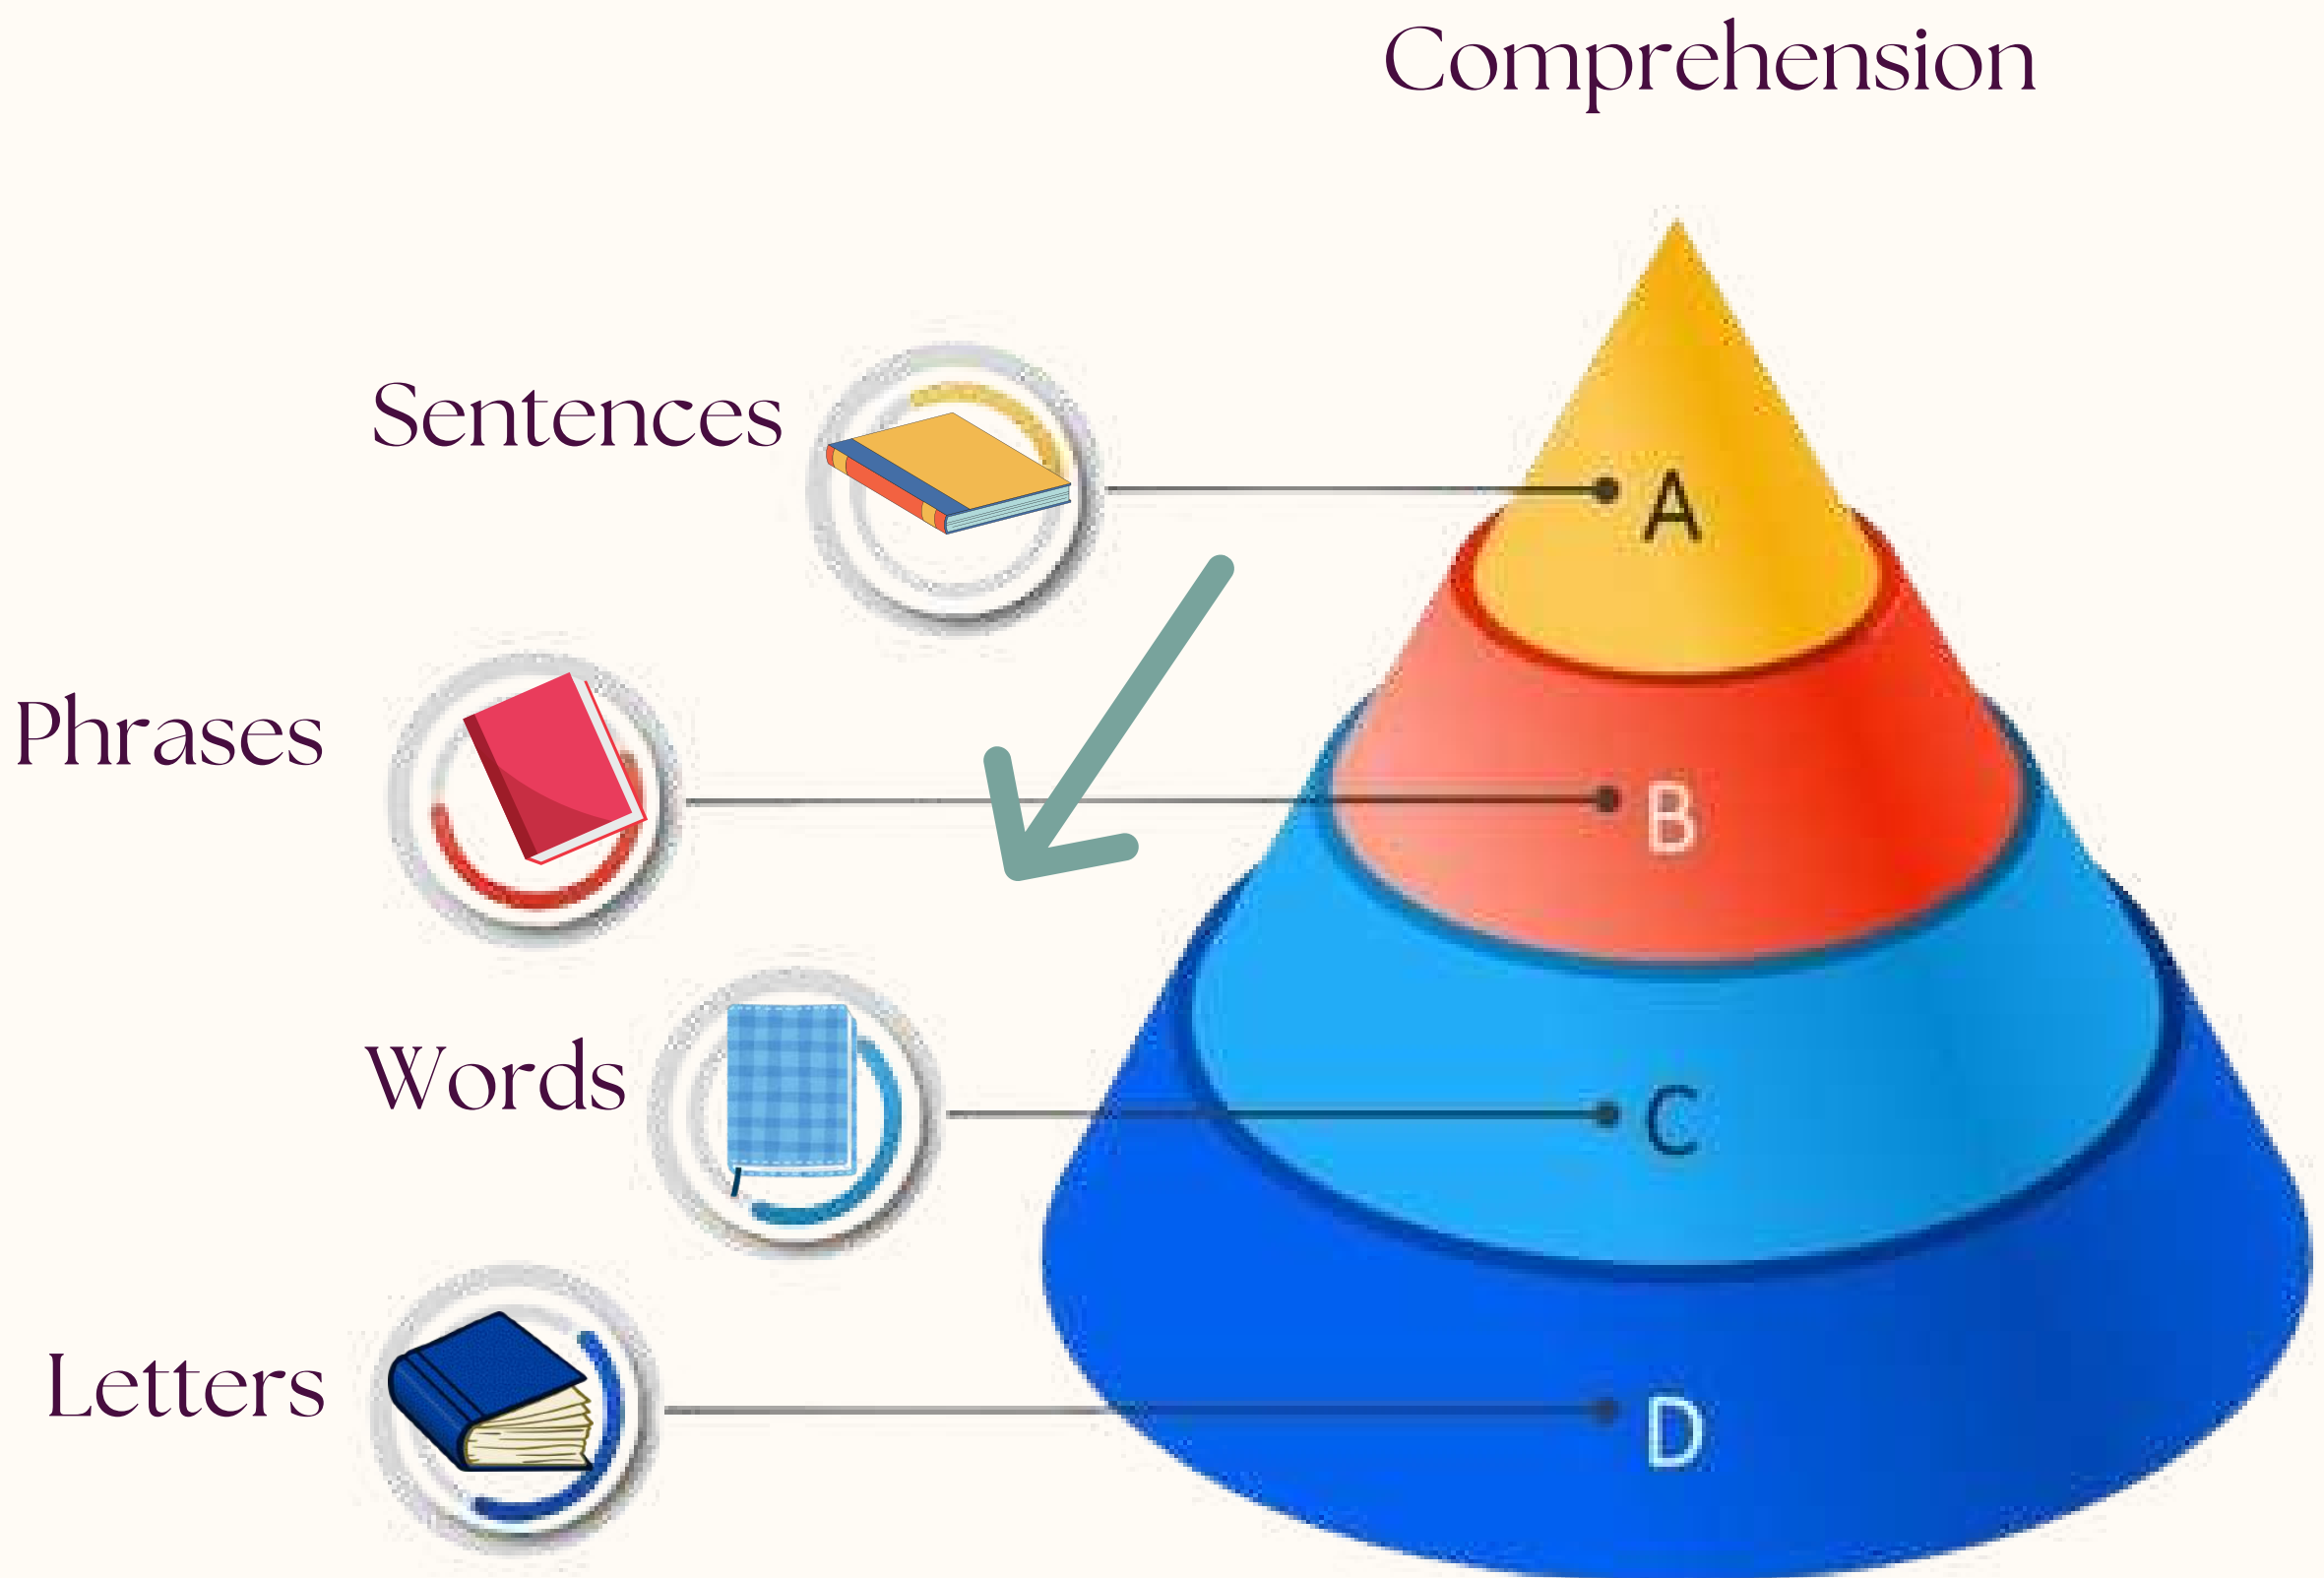 Comprehension
Sentences
A
Phrases
B
Words
C
Letters
D